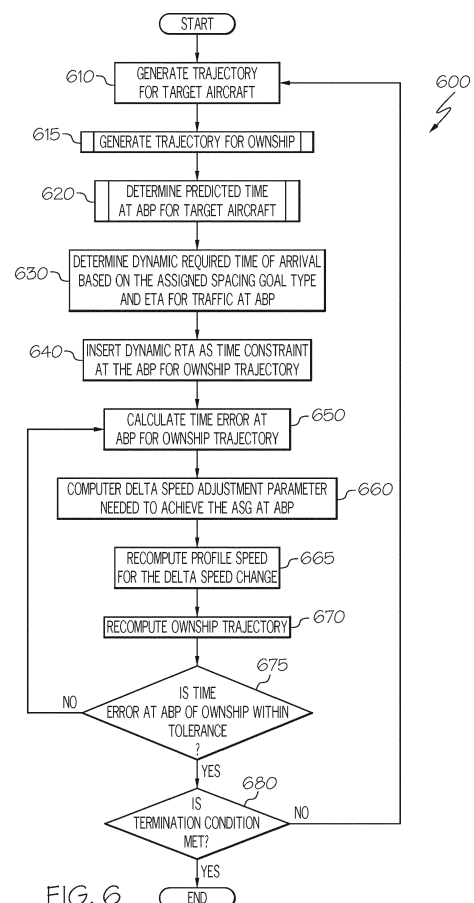 START
600
610
GENERATE TRAJECTORY
FOR TARGET AIRCRAFT
615
GENERATE TRAJECTORY FOR OWNSHIP
620
DETERMINE PREDICTED TIME
AT ABP FOR TARGET AIRCRAFT
630
DETERMINE DYNAMIC REQUIRED TIME OF ARRIVAL
BASED ON THE ASSIGNED SPACING GOAL TYPE
AND ETA FOR TRAFFIC AT ABP
640
INSERT DYNAMIC RTA AS TIME CONSTRAINT
AT THE ABP FOR OWNSHIP TRAJECTORY
CALCULATE TIME ERROR AT
ABP FOR OWNSHIP TRAJECTORY
650
COMPUTER DELTA SPEED ADJUSTMENT PARAMETER
NEEDED TO ACHIEVE THE ASG AT ABP
660
RECOMPUTE PROFILE SPEED
FOR THE DELTA SPEED CHANGE
665
RECOMPUTE OWNSHIP TRAJECTORY
670
675
IS TIME
ERROR AT ABP OF OWNSHIP WITHIN
TOLERANCE
?
NO
YES
680
IS
TERMINATION CONDITION
MET?
NO
YES
END
FIG. 6